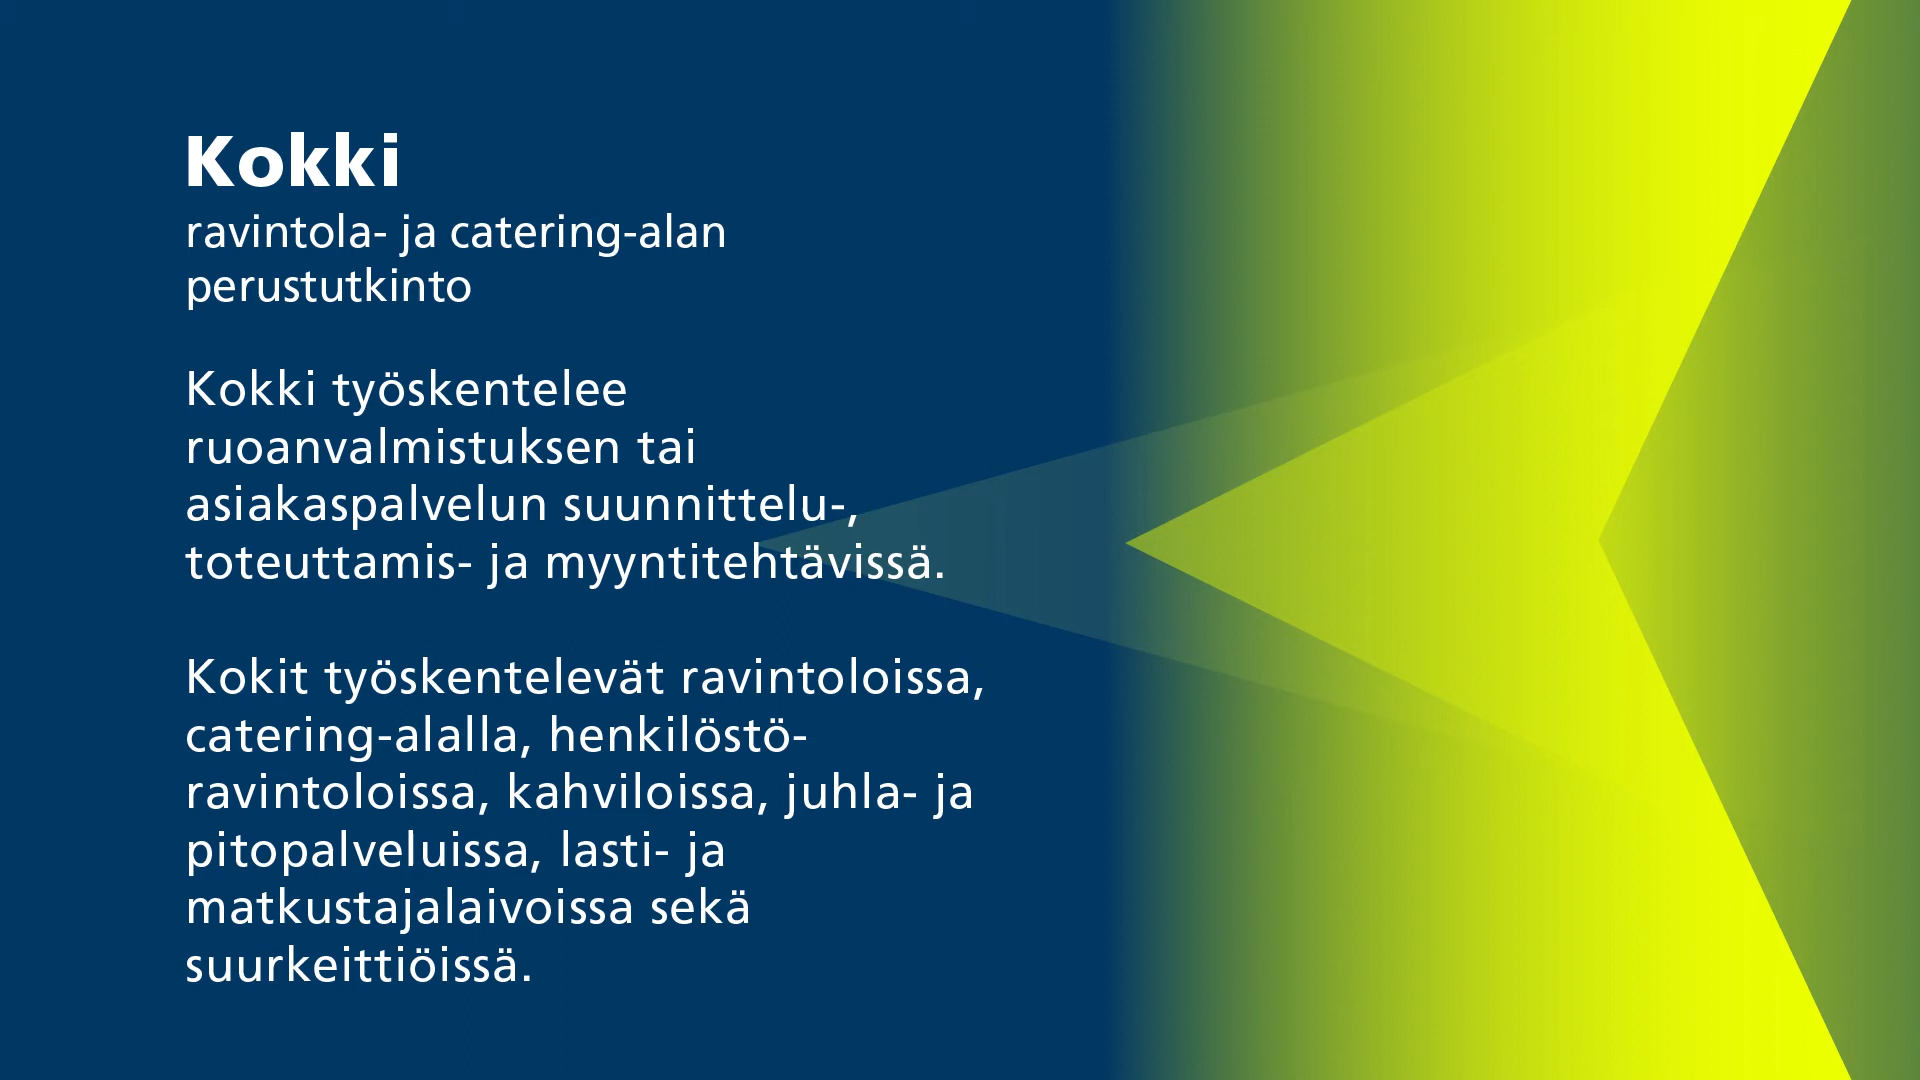 Kokki
ravintola- ja catering-alan
perustutkinto
Kokki työskentelee
ruoanvalmistuksen tai
asiakaspalvelun suunnittelu-,
toteuttamis- ja myyntitehtävissä.
Kokit työskentelevät ravintoloissa,
catering-alalla, henkilöstö-
ravintoloissa, kahviloissa, juhla- ja
pitopalveluissa, lasti- ja
matkustajalaivoissa sekä
suurkeittiöissä.